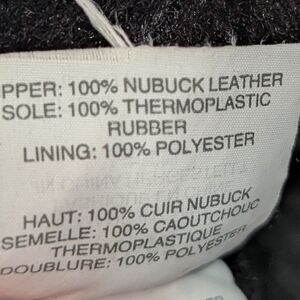 PPER: 100% NUBUCK LEATHER
SOLE: 100% THERMOPLASTIC
RUBBER
LINING: 100% POLYESTER
HAUT: 100% CUIR NUBUCK
SEMELLE: 100% CAOUTCHOUC
THERMOPLASTIQUE
DOUBLURE: 100% POLYESTER